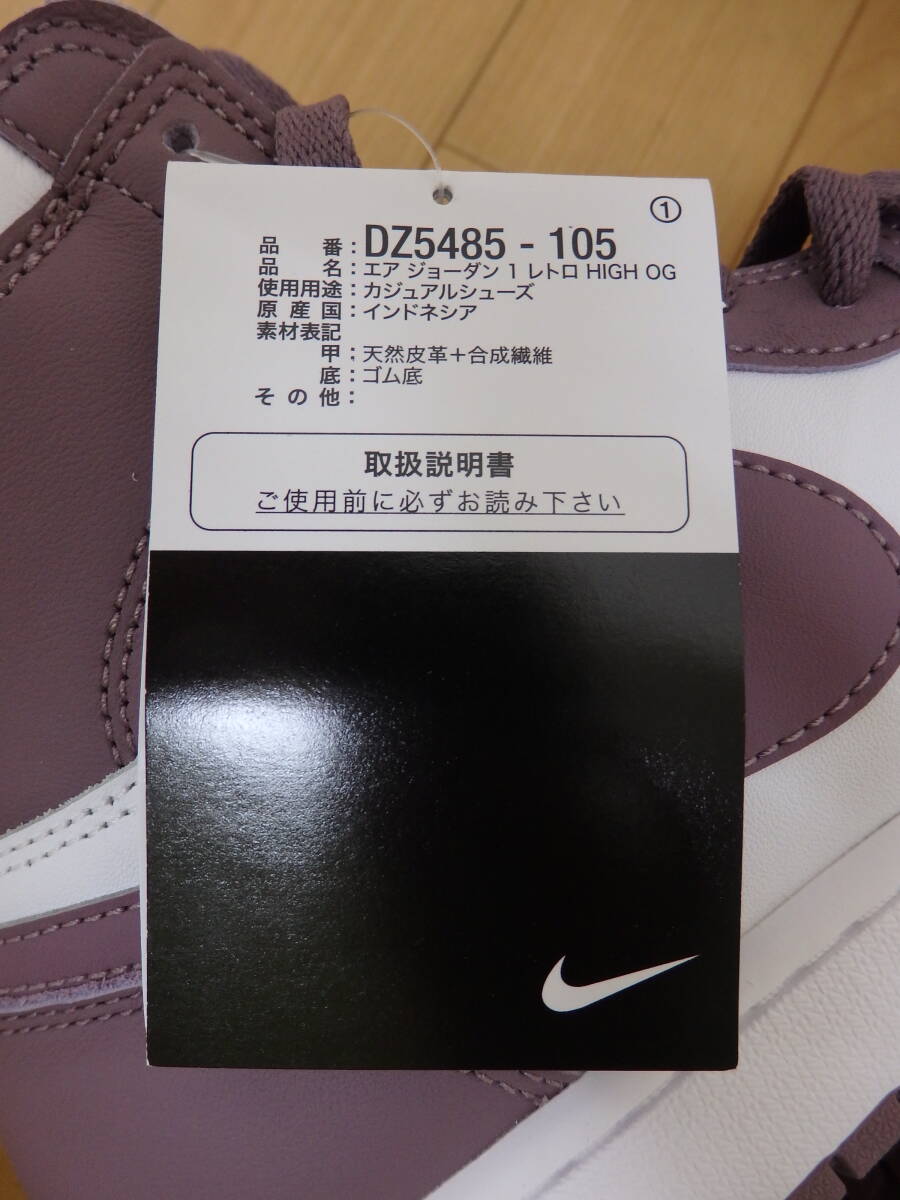 ①
品番：DZ5485 - 105
品名：エア ジョーダン 1 レトロ HIGH OG
使用用途：カジュアルシューズ
原産国：インドネシア
素材表記
甲：天然皮革＋合成繊維
底：ゴム底
その他：
取扱説明書
ご使用前に必ずお読み下さい